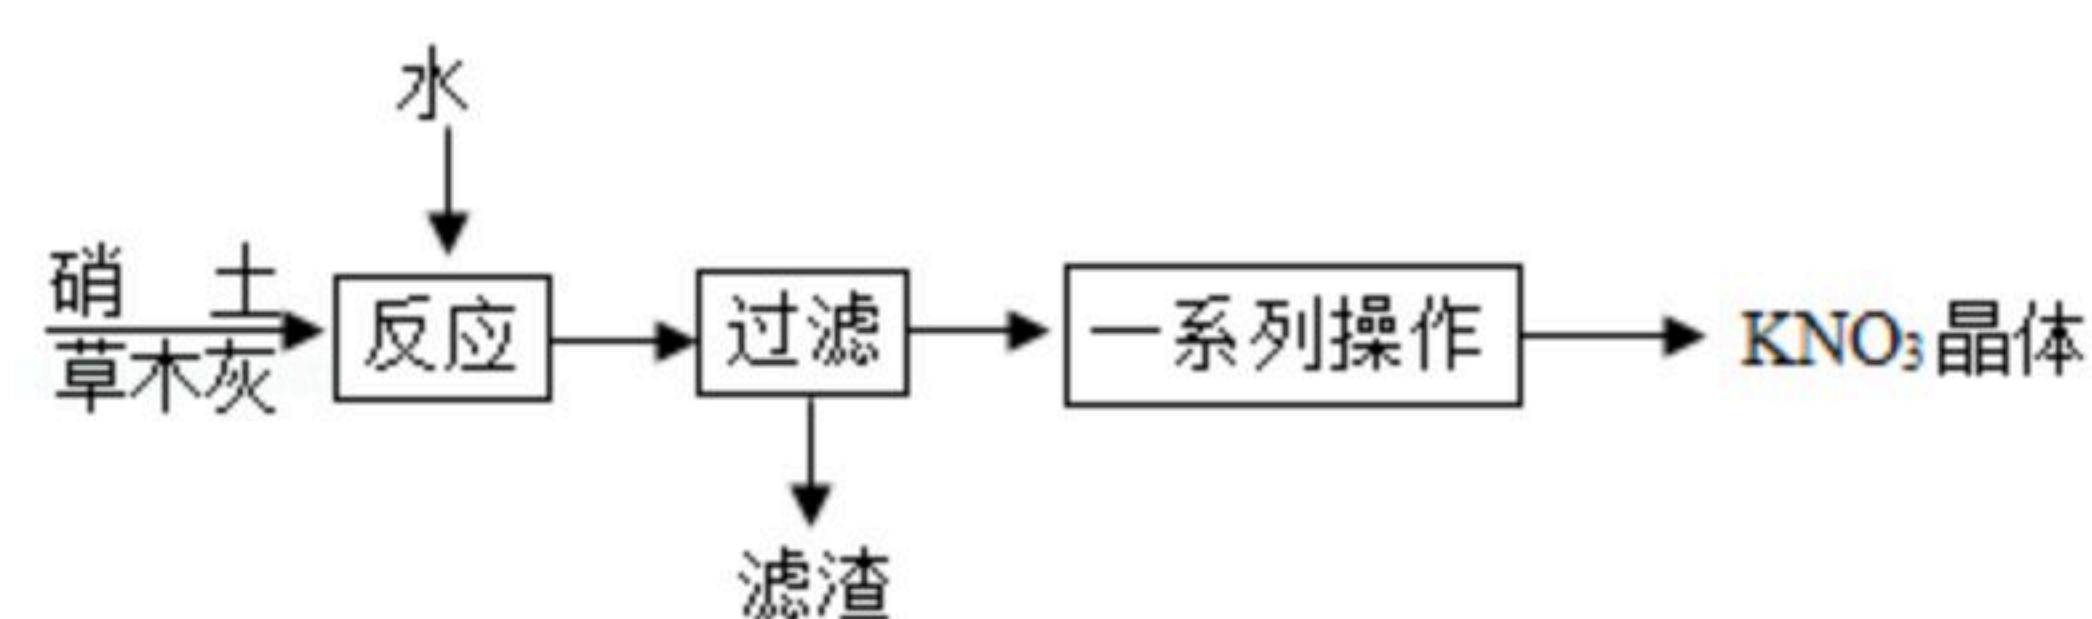 水
硝 土
草木灰
反应
过滤
一系列操作
KNO₃晶体
滤渣